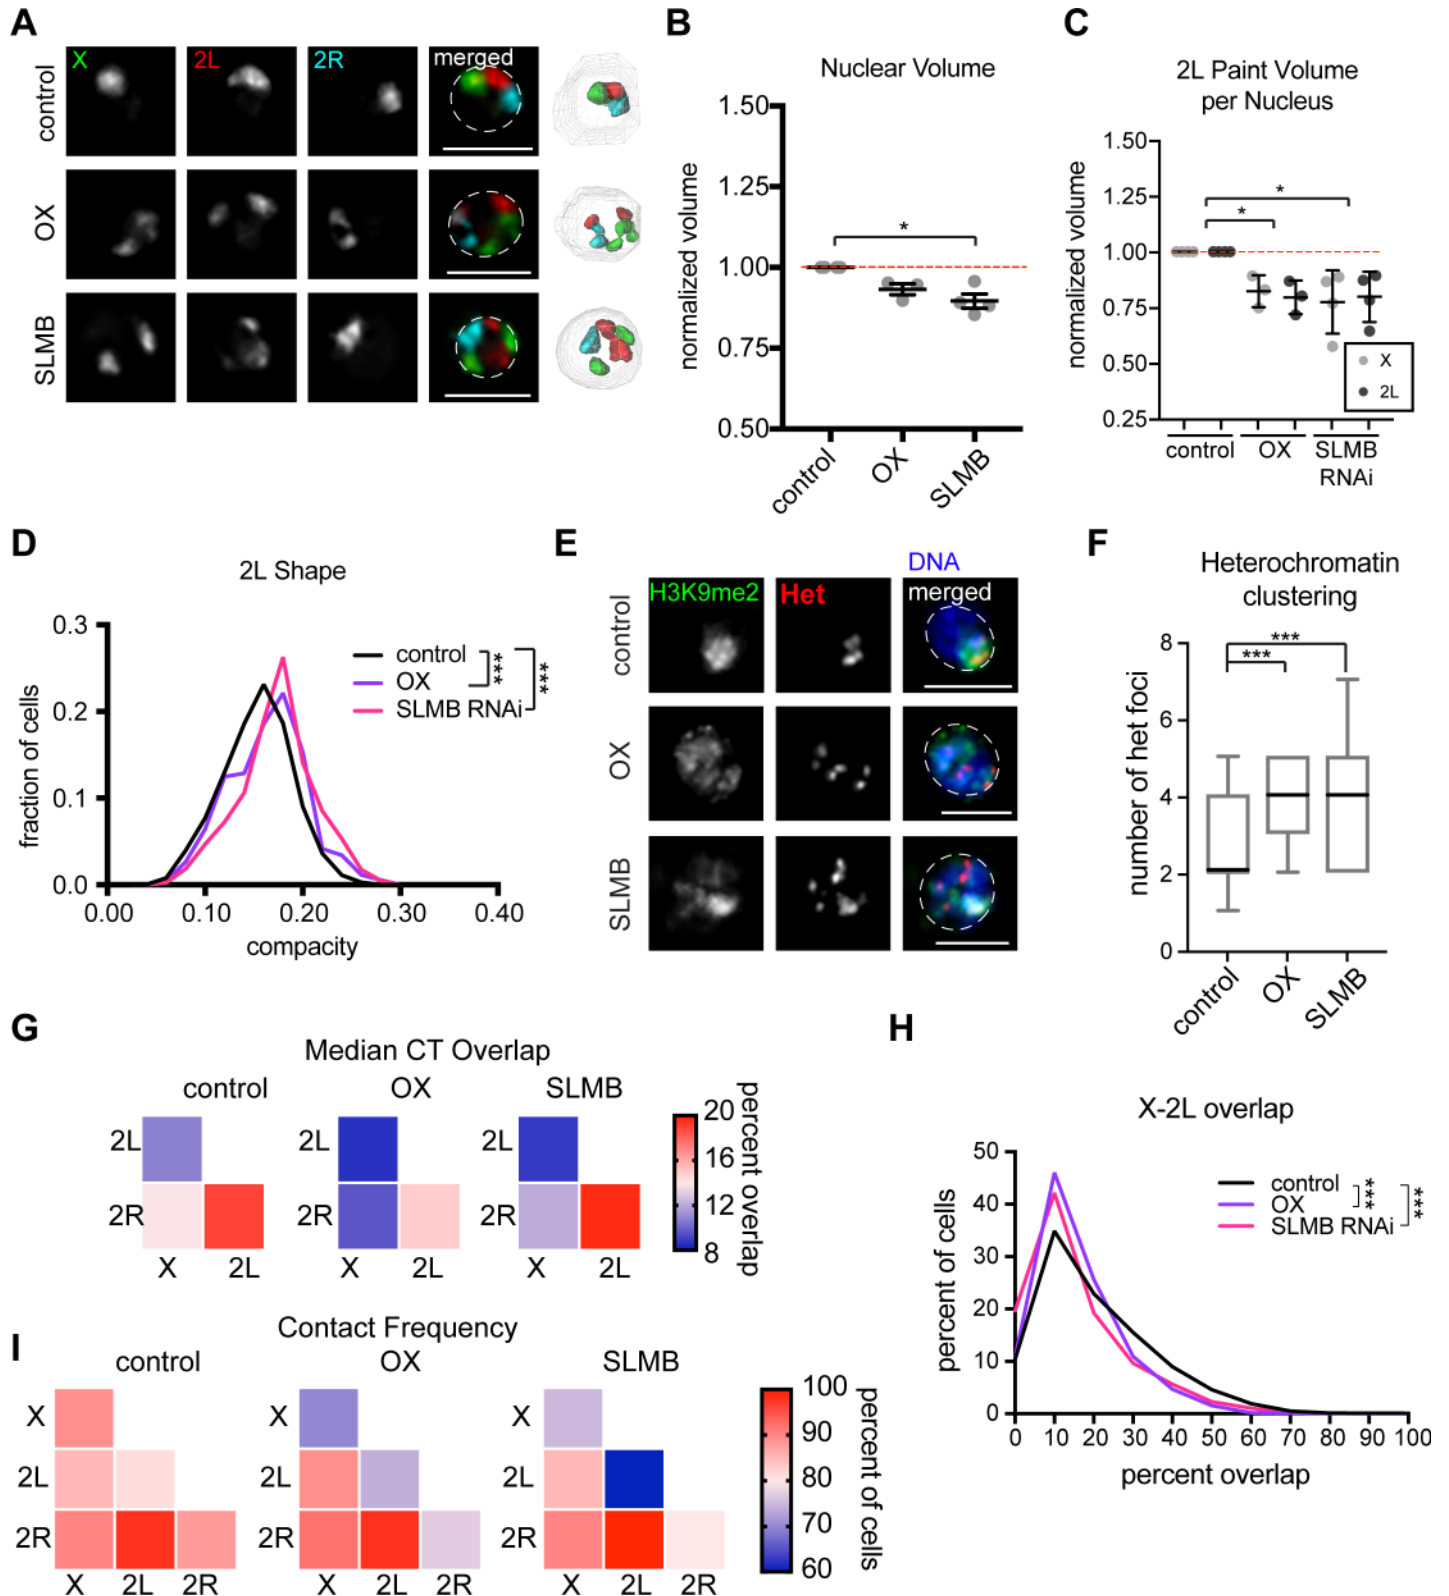 A
X
2L
2R
merged
control
OX
SLMB
B
Nuclear Volume
normalized volume
1.50
1.25
1.00
0.75
0.50
*
control
OX
SLMB
C
2L Paint Volume
per Nucleus
normalized volume
1.50
1.25
1.00
0.75
0.50
0.25
*
*
X
2L
control
OX
SLMB
RNAi
D
2L Shape
fraction of cells
0.3
0.2
0.1
0.0
0.00
0.10
0.20
0.30
0.40
compacity
control
OX
SLMB RNAi
***
***
E
DNA
H3K9me2
Het
merged
control
OX
SLMB
F
Heterochromatin
clustering
number of het foci
8
6
4
2
0
***
***
control
OX
SLMB
G
Median CT Overlap
control
OX
SLMB
2L
2R
X
2L
2L
2R
X
2L
2L
2R
X
2L
20
16
12
8
percent overlap
H
X-2L overlap
percent of cells
50
40
30
20
10
0
0 10 20 30 40 50 60 70 80 90 100
percent overlap
control
OX
SLMB RNAi
***
***
I
Contact Frequency
control
OX
SLMB
X
2L
2R
X 2L 2R
X
2L
2R
X 2L 2R
X
2L
2R
X 2L 2R
100
90
80
70
60
percent of cells